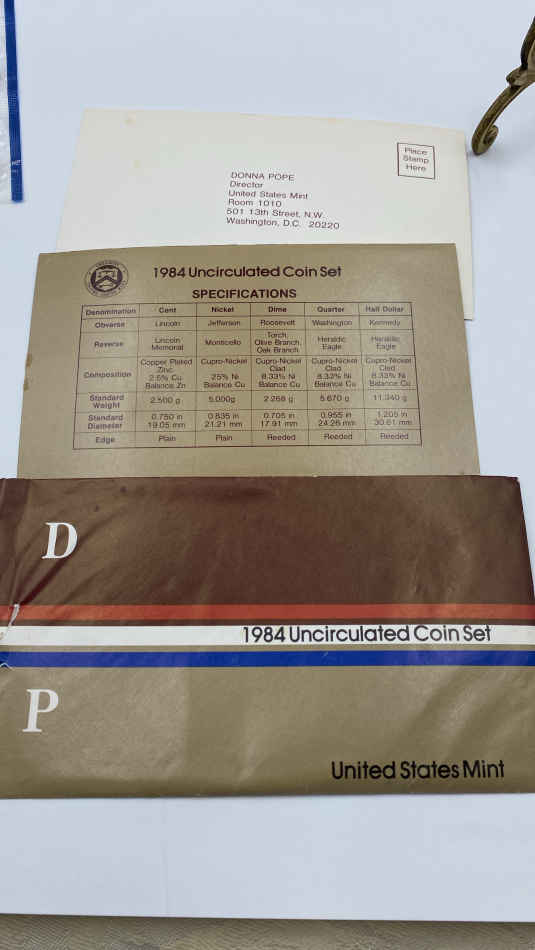 Place
Stamp
Here
DONNA POPE
Director
United States Mint
Room 1010
501 13th Street, N.W.
Washington, D.C. 20220
1984 Uncirculated Coin Set
SPECIFICATIONS
Denomination Cent Nickel Dime Quarter Half Dollar
Obverse Lincoln Jefferson Roosevelt Washington Kennedy
Reverse Lincoln Memorial Monticello Torch, Olive Branch, Oak Branch Heraldic Eagle Heraldic Eagle
Composition Copper Plated Zinc 2.5% Cu Balance Zn Cupro-Nickel 25% Ni Balance Cu Cupro-Nickel Clad 8.33% Ni Balance Cu Cupro-Nickel Clad 8.33% Ni Balance Cu Cupro-Nickel Clad 8.33% Ni Balance Cu
Standard Weight 2.500 g 5.000g 2.268 g 5.670 g 11.340 g
Standard Diameter 0.750 in 19.05 mm 0.835 in 21.21 mm 0.705 in 17.91 mm 0.955 in 24.26 mm 1.205 in 30.61 mm
Edge Plain Plain Reeded Reeded Reeded
D
1984 Uncirculated Coin Set
P
United States Mint